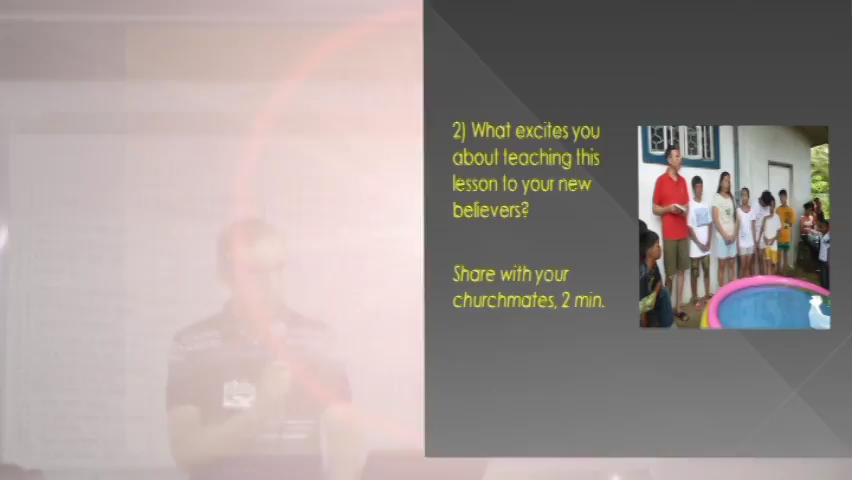 2) What excites you
about teaching this
lesson to your new
believers?
Share with your
churchmates, 2 min.